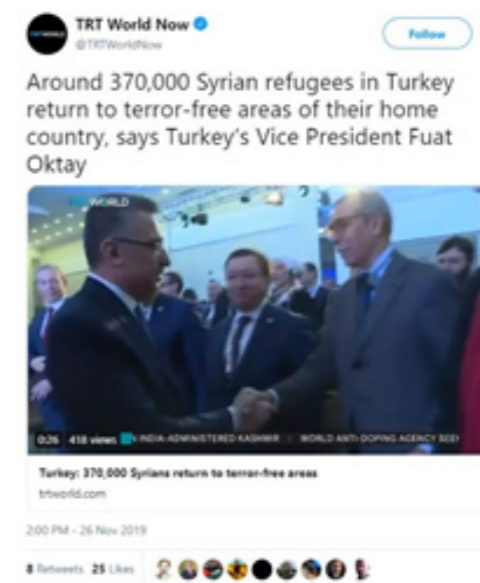 TRT World Now
@TRTWorldNow
Follow
Around 370,000 Syrian refugees in Turkey
return to terror-free areas of their home
country, says Turkey's Vice President Fuat
Oktay
WORLD
0:26 418 views N INDIA-ADMINISTERED KASHMIR | WORLD ANTI-DOPING AGENCY SEE
Turkey: 370,000 Syrians return to terror-free areas
trtworld.com
2:00 PM - 26 Nov 2019
8 Retweets 25 Likes